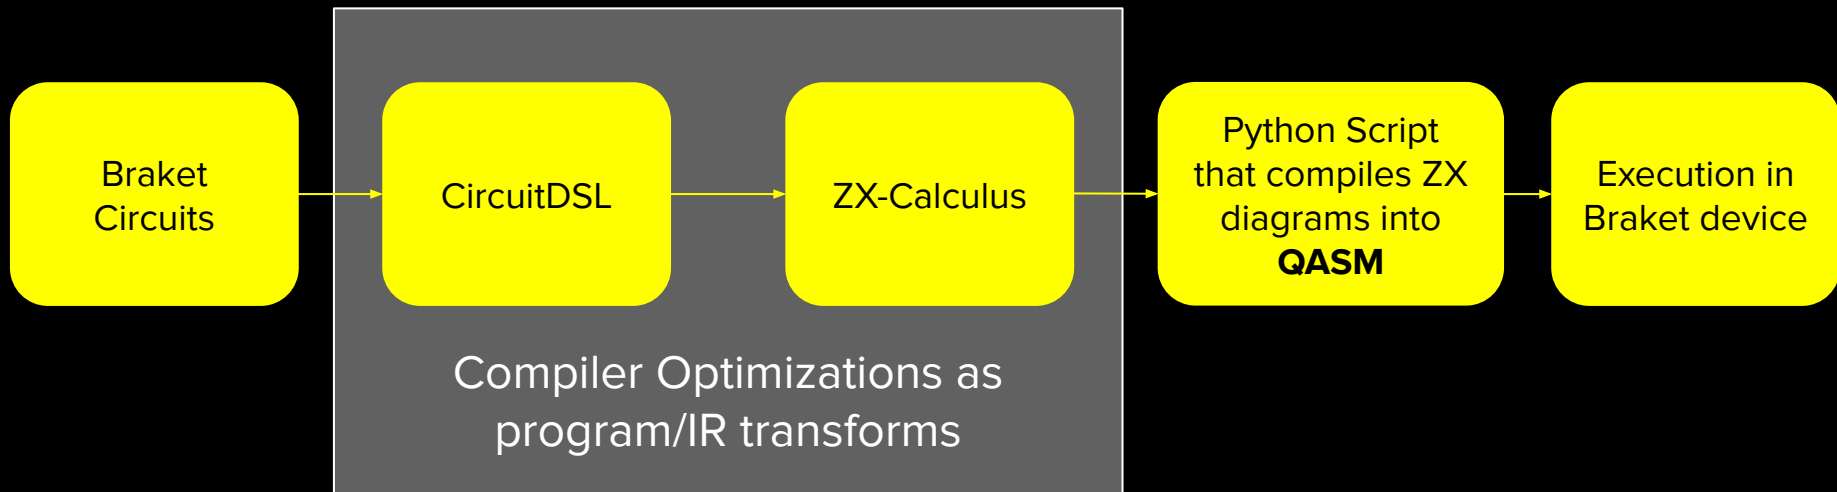 Braket
Circuits
CircuitDSL
ZX-Calculus
Python Script
that compiles ZX
diagrams into
QASM
Execution in
Braket device
Compiler Optimizations as
program/IR transforms